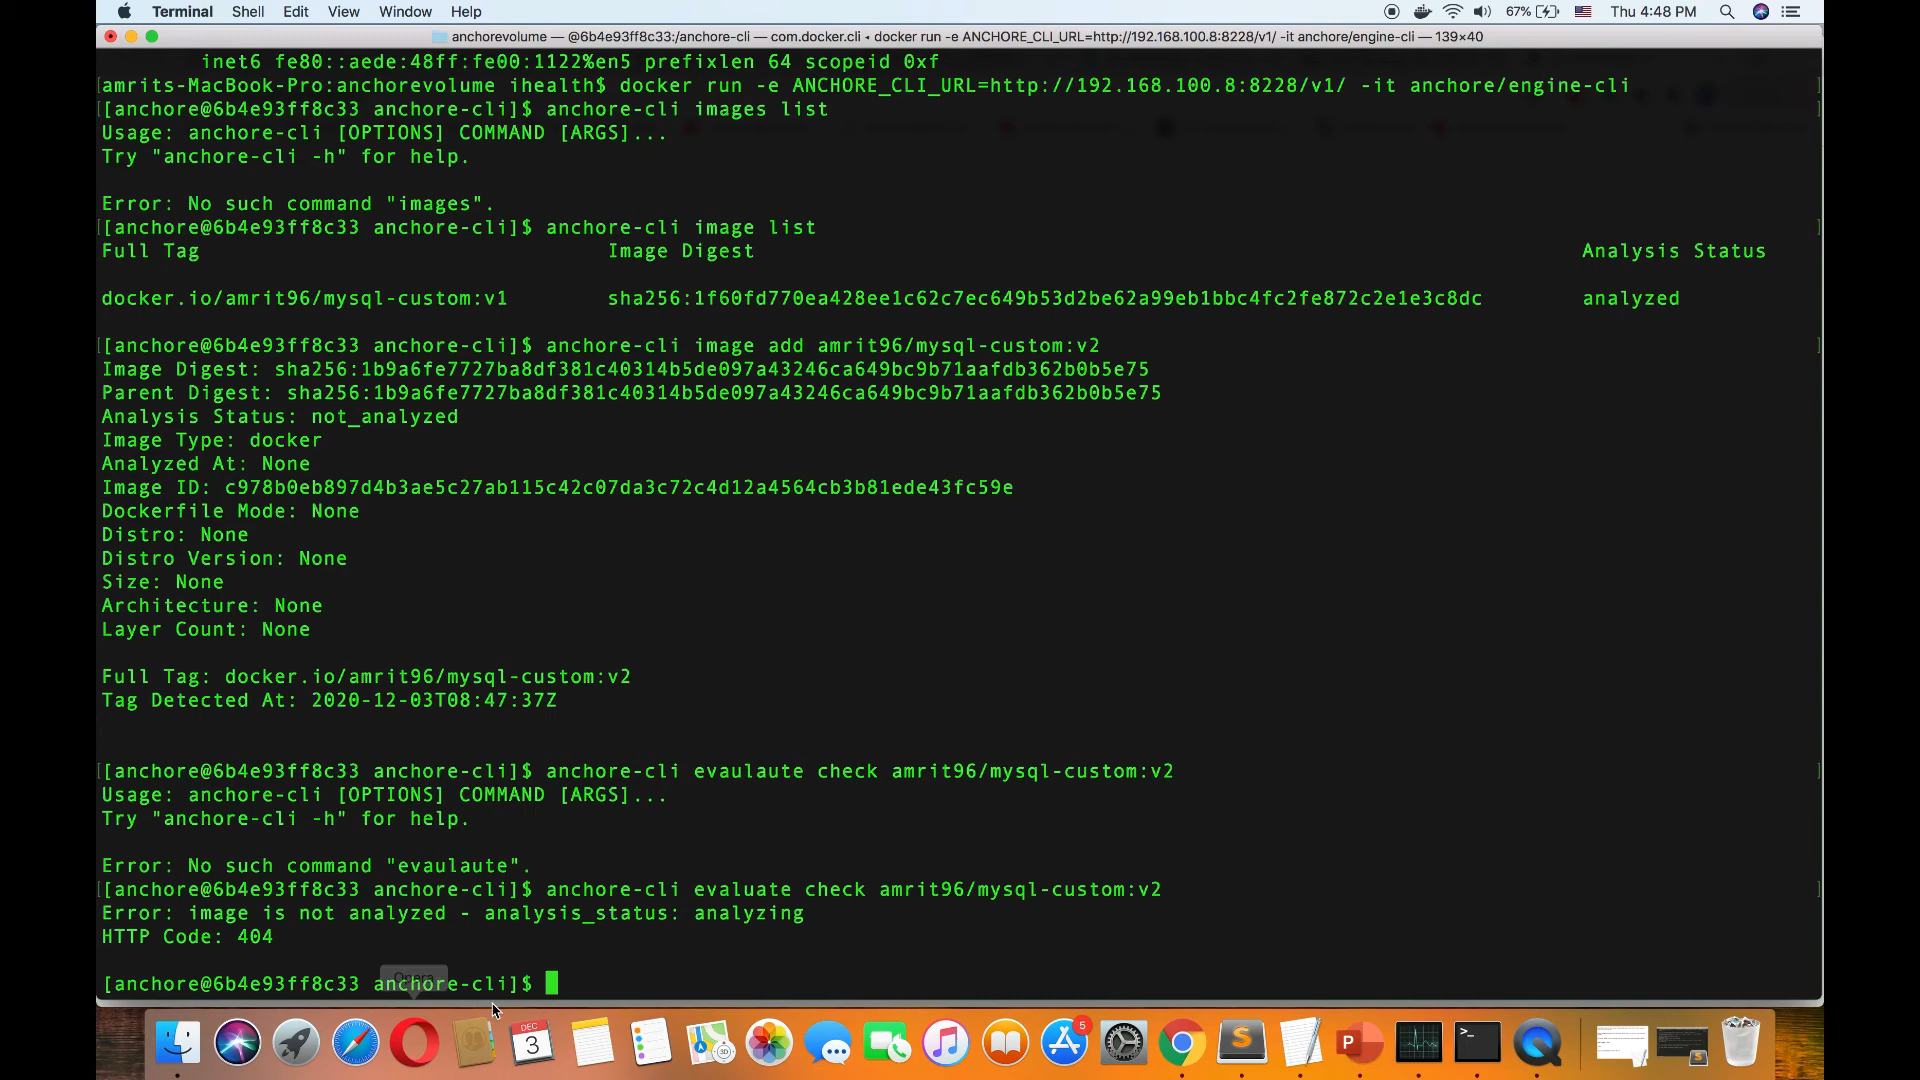 Terminal Shell Edit View Window Help 67% Thu 4:48 PM
anchorevolume — @6b4e93ff8c33:/anchore-cli — com.docker.cli • docker run -e ANCHORE_CLI_URL=http://192.168.100.8:8228/v1/ -it anchore/engine-cli — 139×40
inet6 fe80::aede:48ff:fe00:1122%en5 prefixlen 64 scopeid 0xf
amrits-MacBook-Pro:anchorevolume ihealth$ docker run -e ANCHORE_CLI_URL=http://192.168.100.8:8228/v1/ -it anchore/engine-cli
[anchore@6b4e93ff8c33 anchore-cli]$ anchore-cli images list
Usage: anchore-cli [OPTIONS] COMMAND [ARGS]...
Try "anchore-cli -h" for help.
Error: No such command "images".
[anchore@6b4e93ff8c33 anchore-cli]$ anchore-cli image list
Full Tag Image Digest Analysis Status
docker.io/amrit96/mysql-custom:v1 sha256:1f60fd770ea428ee1c62c7ec649b53d2be62a99eb1bbc4fc2fe872c2e1e3c8dc analyzed
[anchore@6b4e93ff8c33 anchore-cli]$ anchore-cli image add amrit96/mysql-custom:v2
Image Digest: sha256:1b9a6fe7727ba8df381c40314b5de097a43246ca649bc9b71aafdb362b0b5e75
Parent Digest: sha256:1b9a6fe7727ba8df381c40314b5de097a43246ca649bc9b71aafdb362b0b5e75
Analysis Status: not_analyzed
Image Type: docker
Analyzed At: None
Image ID: c978b0eb897d4b3ae5c27ab115c42c07da3c72c4d12a4564cb3b81ede43fc59e
Dockerfile Mode: None
Distro: None
Distro Version: None
Size: None
Architecture: None
Layer Count: None
Full Tag: docker.io/amrit96/mysql-custom:v2
Tag Detected At: 2020-12-03T08:47:37Z
[anchore@6b4e93ff8c33 anchore-cli]$ anchore-cli evaulaute check amrit96/mysql-custom:v2
Usage: anchore-cli [OPTIONS] COMMAND [ARGS]...
Try "anchore-cli -h" for help.
Error: No such command "evaulaute".
[anchore@6b4e93ff8c33 anchore-cli]$ anchore-cli evaluate check amrit96/mysql-custom:v2
Error: image is not analyzed - analysis_status: analyzing
HTTP Code: 404
[anchore@6b4e93ff8c33 anchore-cli]$
Opera
DEC
3
3D
5
S
P
>_